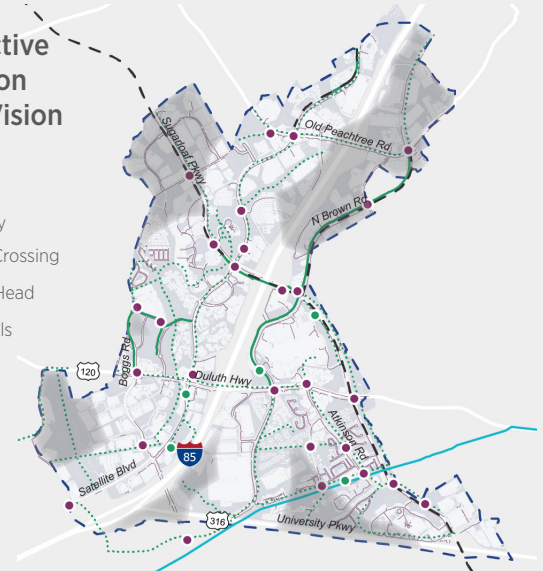 ctive
on
Vision
y
Crossing
Head
ls
Sugarloaf Pkwy
Old Peachtree Rd
N Brown Rd
Boggs Rd
120
Duluth Hwy
Atkinson Rd
85
Satellite Blvd
316
University Pkwy